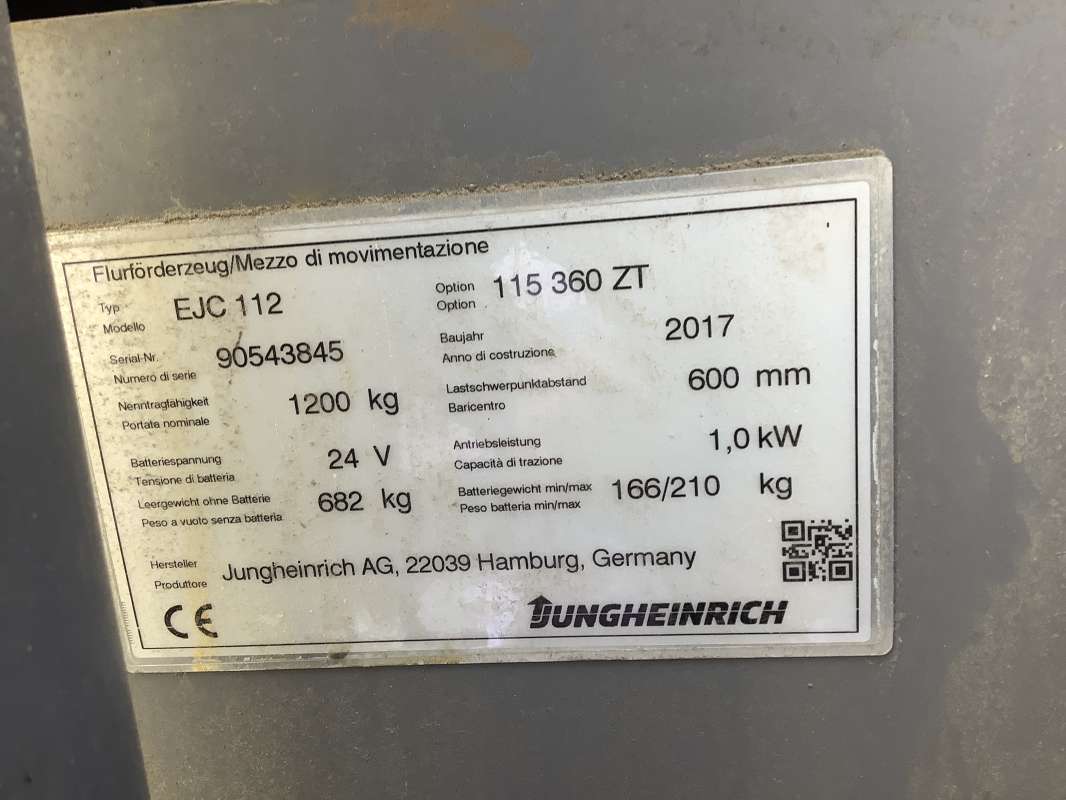 Flurförderzeug/Mezzo di movimentazione
Typ
Modello
EJC 112
Option
Option
115 360 ZT
Serial-Nr.
Numero di serie
90543845
Baujahr
Anno di costruzione
2017
Nenntragfähigkeit
Portata nominale
1200 kg
Lastschwerpunktabstand
Baricentro
600 mm
Batteriespannung
Tensione di batteria
24 V
Antriebsleistung
Capacità di trazione
1,0 kW
Leergewicht ohne Batterie
Peso a vuoto senza batteria
682 kg
Batteriegewicht min/max
Peso batteria min/max
166/210 kg
Hersteller
Produttore
Jungheinrich AG, 22039 Hamburg, Germany
CE
JUNGHEINRICH